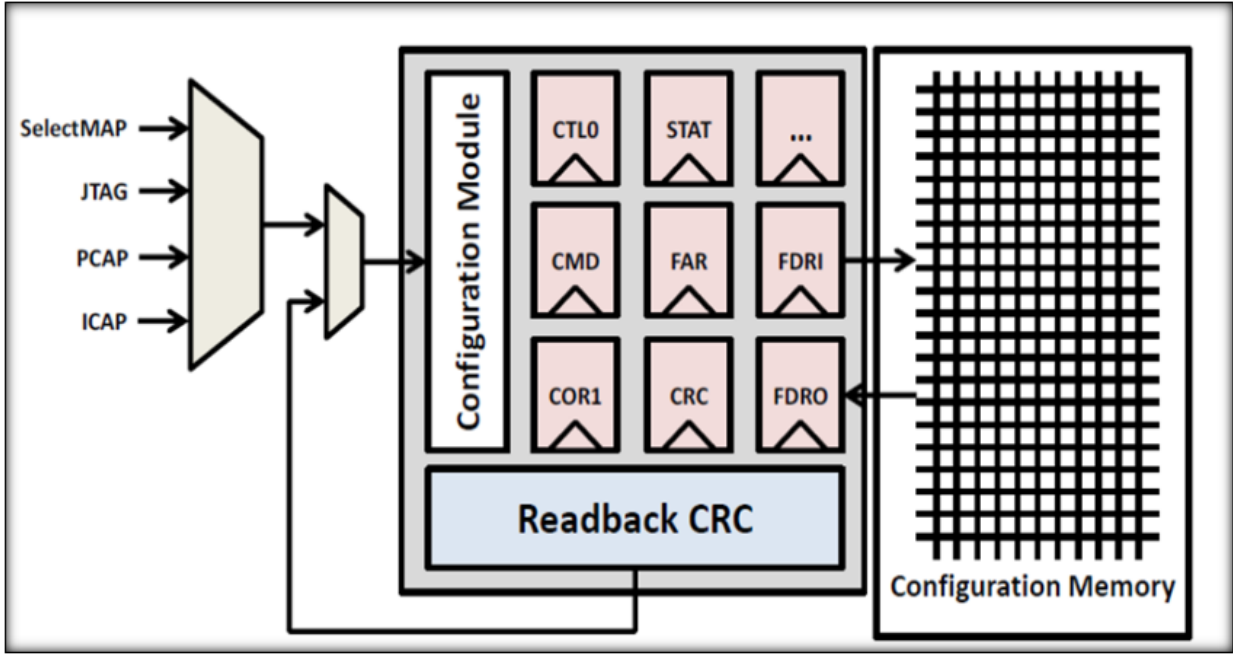 SelectMAP
JTAG
PCAP
ICAP
Configuration Module
CTL0
STAT
...
CMD
FAR
FDRI
COR1
CRC
FDRO
Readback CRC
Configuration Memory